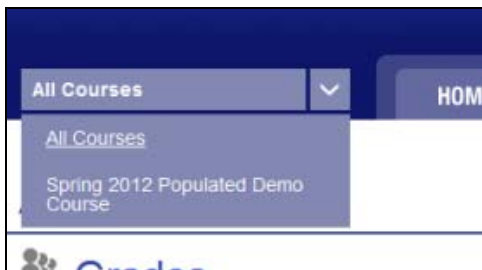 All Courses
HOM
All Courses
Spring 2012 Populated Demo
Course
Grades